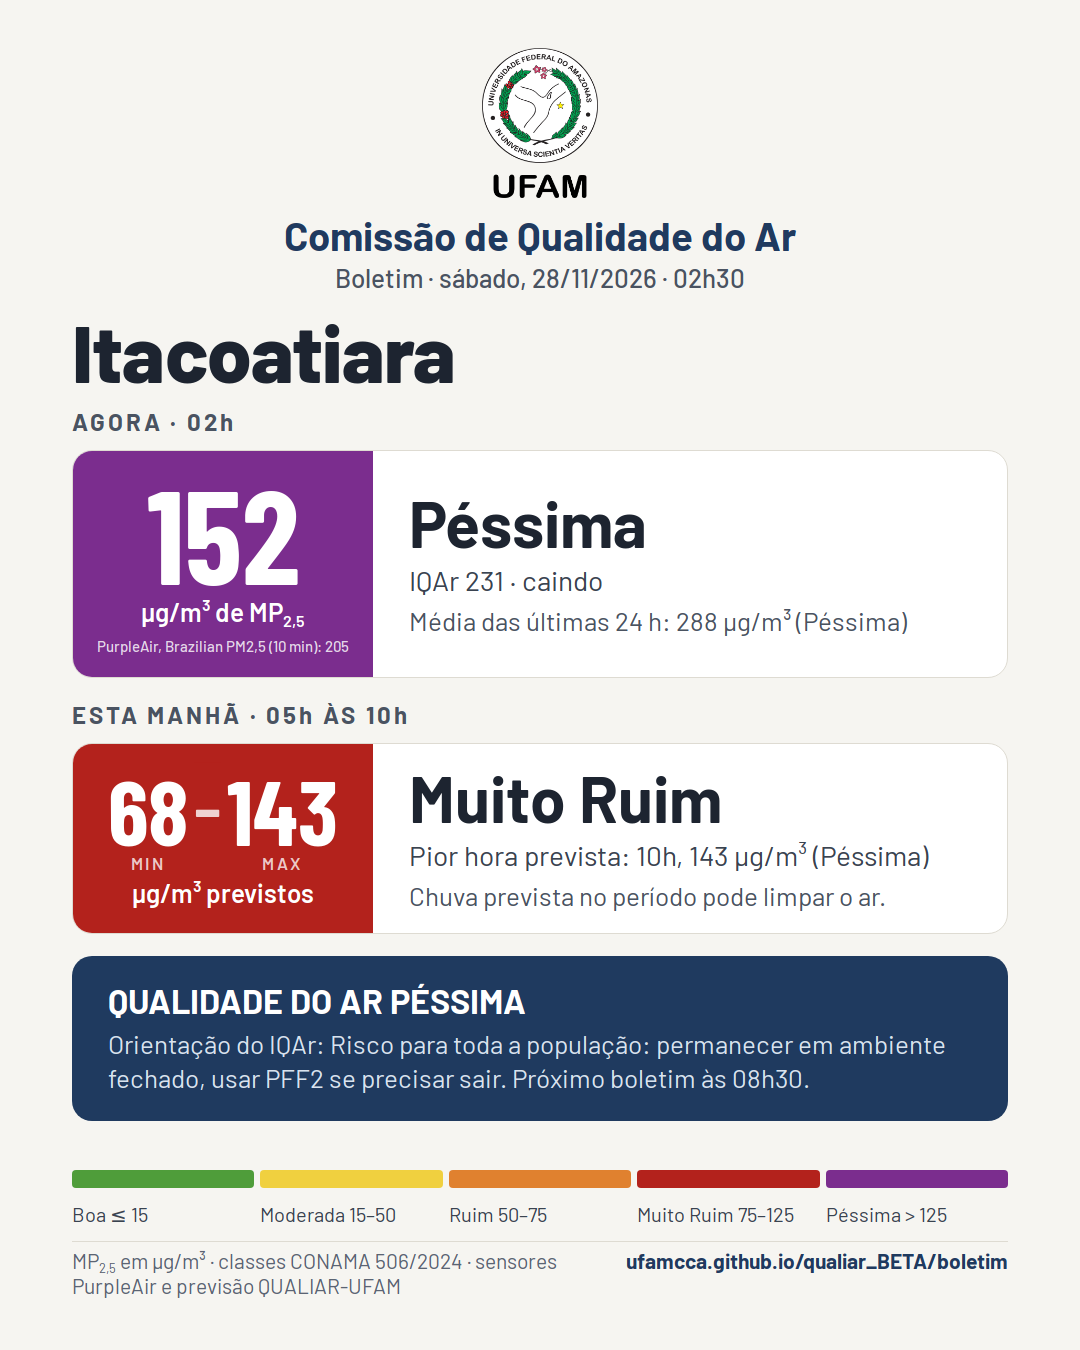 UNIVERSIDADE FEDERAL DO AMAZONAS
IN UNIVERSA SCIENTIA VERITAS
UFAM
Comissão de Qualidade do Ar
Boletim · sábado, 28/11/2026 · 02h30
Itacoatiara
AGORA · 02h
152
µg/m³ de MP2,5
PurpleAir, Brazilian PM2,5 (10 min): 205
Péssima
IQAr 231 · caindo
Média das últimas 24 h: 288 µg/m³ (Péssima)
ESTA MANHÃ · 05h ÀS 10h
68 – 143
MIN MAX
µg/m³ previstos
Muito Ruim
Pior hora prevista: 10h, 143 µg/m³ (Péssima)
Chuva prevista no período pode limpar o ar.
QUALIDADE DO AR PÉSSIMA
Orientação do IQAr: Risco para toda a população: permanecer em ambiente
fechado, usar PFF2 se precisar sair. Próximo boletim às 08h30.
Boa ≤ 15 Moderada 15–50 Ruim 50–75 Muito Ruim 75–125 Péssima > 125
MP2,5 em µg/m³ · classes CONAMA 506/2024 · sensores
PurpleAir e previsão QUALIAR-UFAM
ufamcca.github.io/qualiar_BETA/boletim